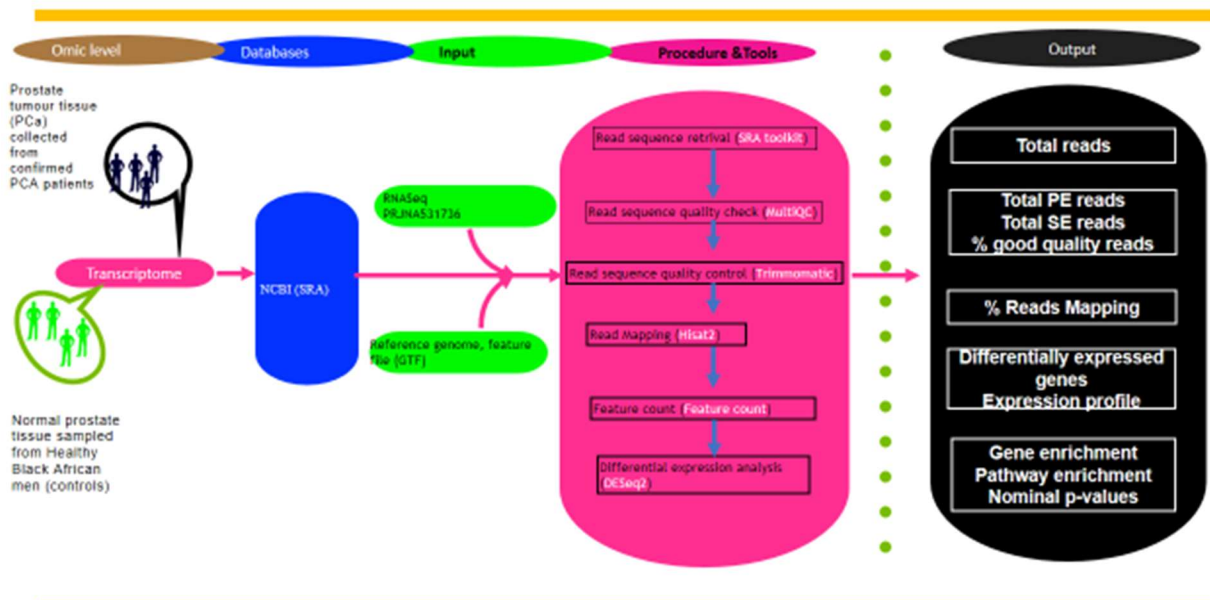 Omic level
Databases
Input
Procedure &Tools
Output
Prostate
tumour tissue
(PCa)
collected
from
confirmed
PCA patients
Transcriptome
Normal prostate
tissue sampled
from Healthy
Black African
men (controls)
NCBI (SRA)
RNASeq
PRJNA531736
Reference genome, feature
file (GTF)
Read sequence retrival (SRA toolkit)
Read sequence quality check (MultiQC)
Read sequence quality control (Trimmomatic)
Read Mapping (Hisat2)
Feature count (Feature count)
Differential expression analysis
(DESeq2)
Total reads
Total PE reads
Total SE reads
% good quality reads
% Reads Mapping
Differentially expressed
genes
Expression profile
Gene enrichment
Pathway enrichment
Nominal p-values